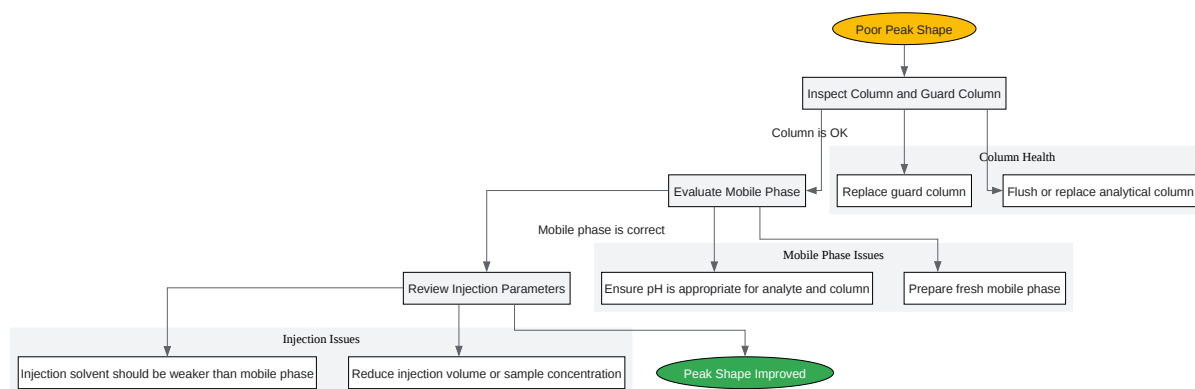 Poor Peak Shape
Inspect Column and Guard Column
Column is OK
Column Health
Evaluate Mobile Phase
Replace guard column
Flush or replace analytical column
Mobile phase is correct
Mobile Phase Issues
Review Injection Parameters
Ensure pH is appropriate for analyte and column
Prepare fresh mobile phase
Injection Issues
Injection solvent should be weaker than mobile phase
Reduce injection volume or sample concentration
Peak Shape Improved